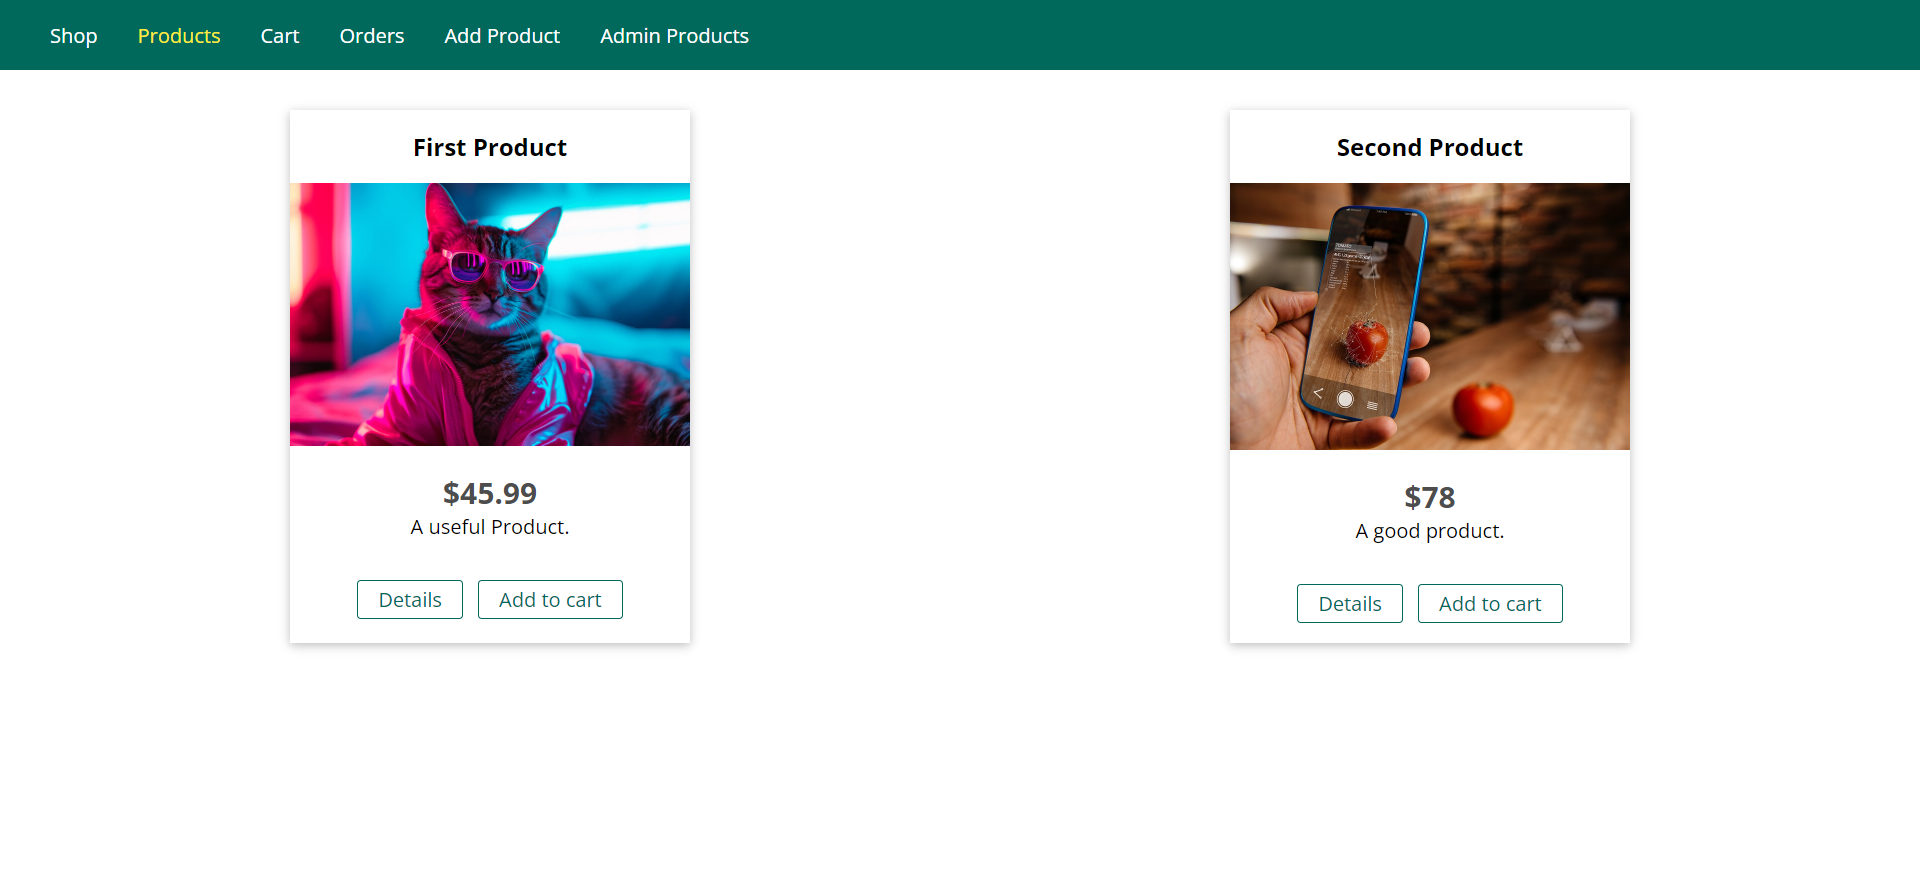 Shop Products Cart Orders Add Product Admin Products
First Product
$45.99
A useful Product.
Details Add to cart
Second Product
$78
A good product.
Details Add to cart